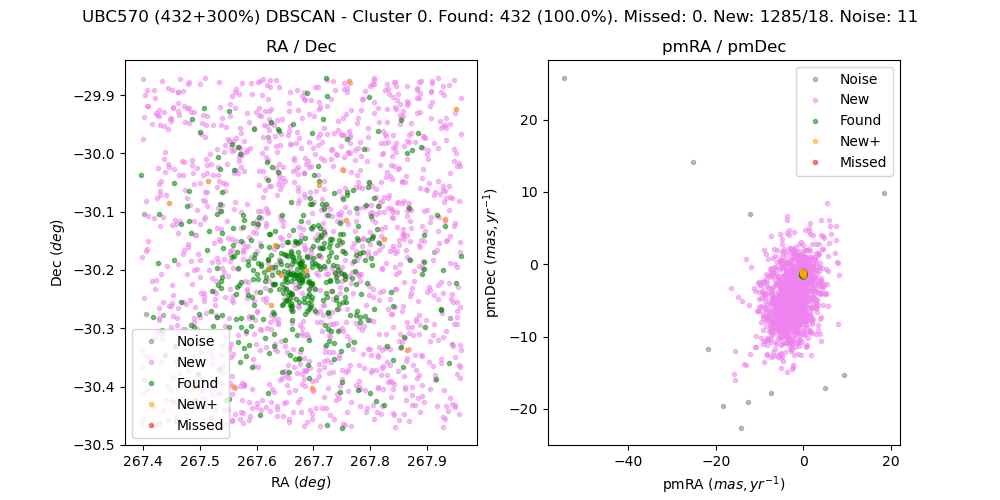 UBC570 (432+300%) DBSCAN - Cluster 0. Found: 432 (100.0%). Missed: 0. New: 1285/18. Noise: 11
RA / Dec
−29.9
−30.0
−30.1
−30.2
−30.3
−30.4
−30.5
Dec (deg)
Noise
New
Found
New+
Missed
267.4 267.5 267.6 267.7 267.8 267.9
RA (deg)
pmRA / pmDec
20
10
0
−10
−20
pmDec (mas, yr⁻¹)
Noise
New
Found
New+
Missed
−40 −20 0 20
pmRA (mas, yr⁻¹)